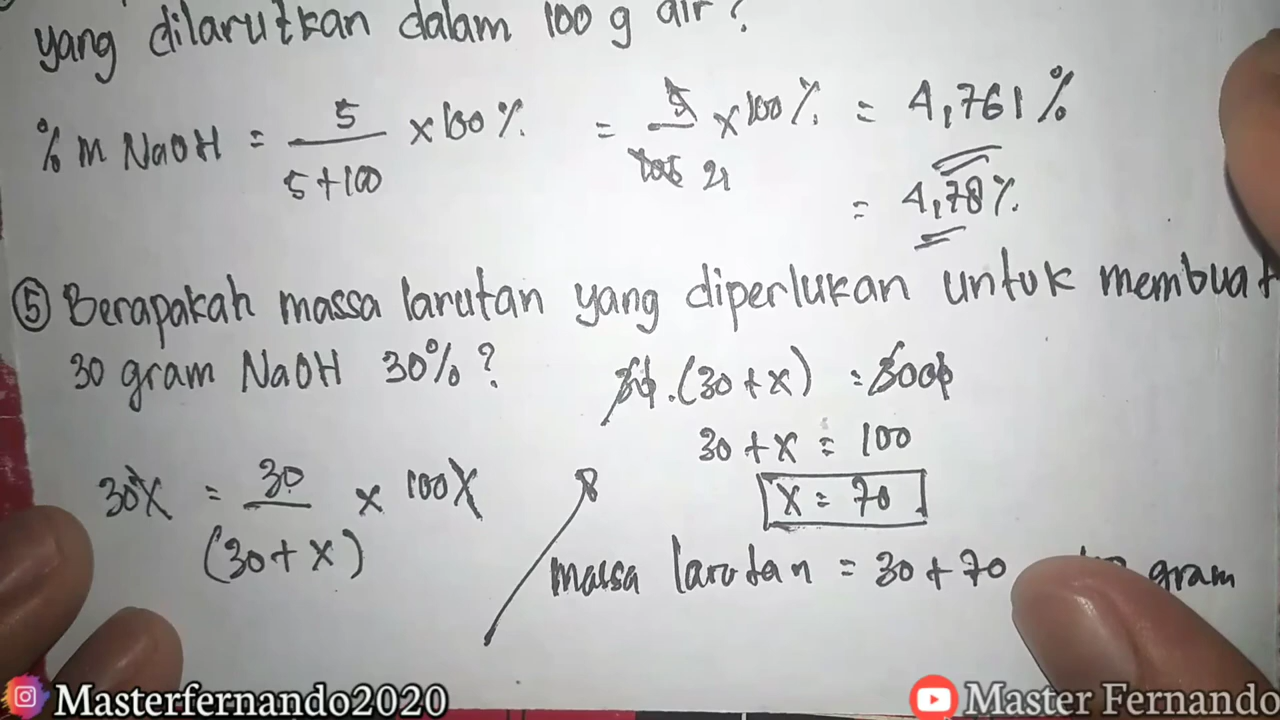 yang dilarutkan dalam 100 g air?
% m NaOH = 5 / 5+100 × 100% = 5 / 105 21 × 100% = 4,761%
= 4,78%
⑤ Berapakah massa larutan yang diperlukan untuk membuat
30 gram NaOH 30%?
30% = 30 / (30 + x) × 100%
30.(30+x) = 3000
30 + x = 100
x = 70
massa larutan = 30 + 70 gram
Masterfernando2020
Master Fernando